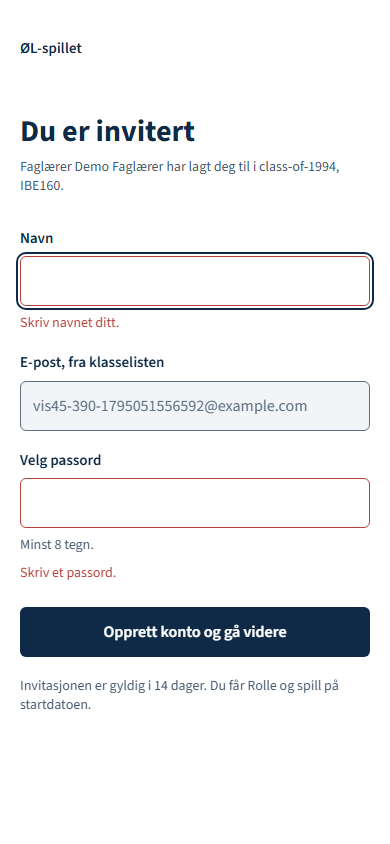 ØL-spillet
Du er invitert
Faglærer Demo Faglærer har lagt deg til i class-of-1994,
IBE160.
Navn
Skriv navnet ditt.
E-post, fra klasselisten
vis45-390-1795051556592@example.com
Velg passord
Minst 8 tegn.
Skriv et passord.
Opprett konto og gå videre
Invitasjonen er gyldig i 14 dager. Du får Rolle og spill på
startdatoen.